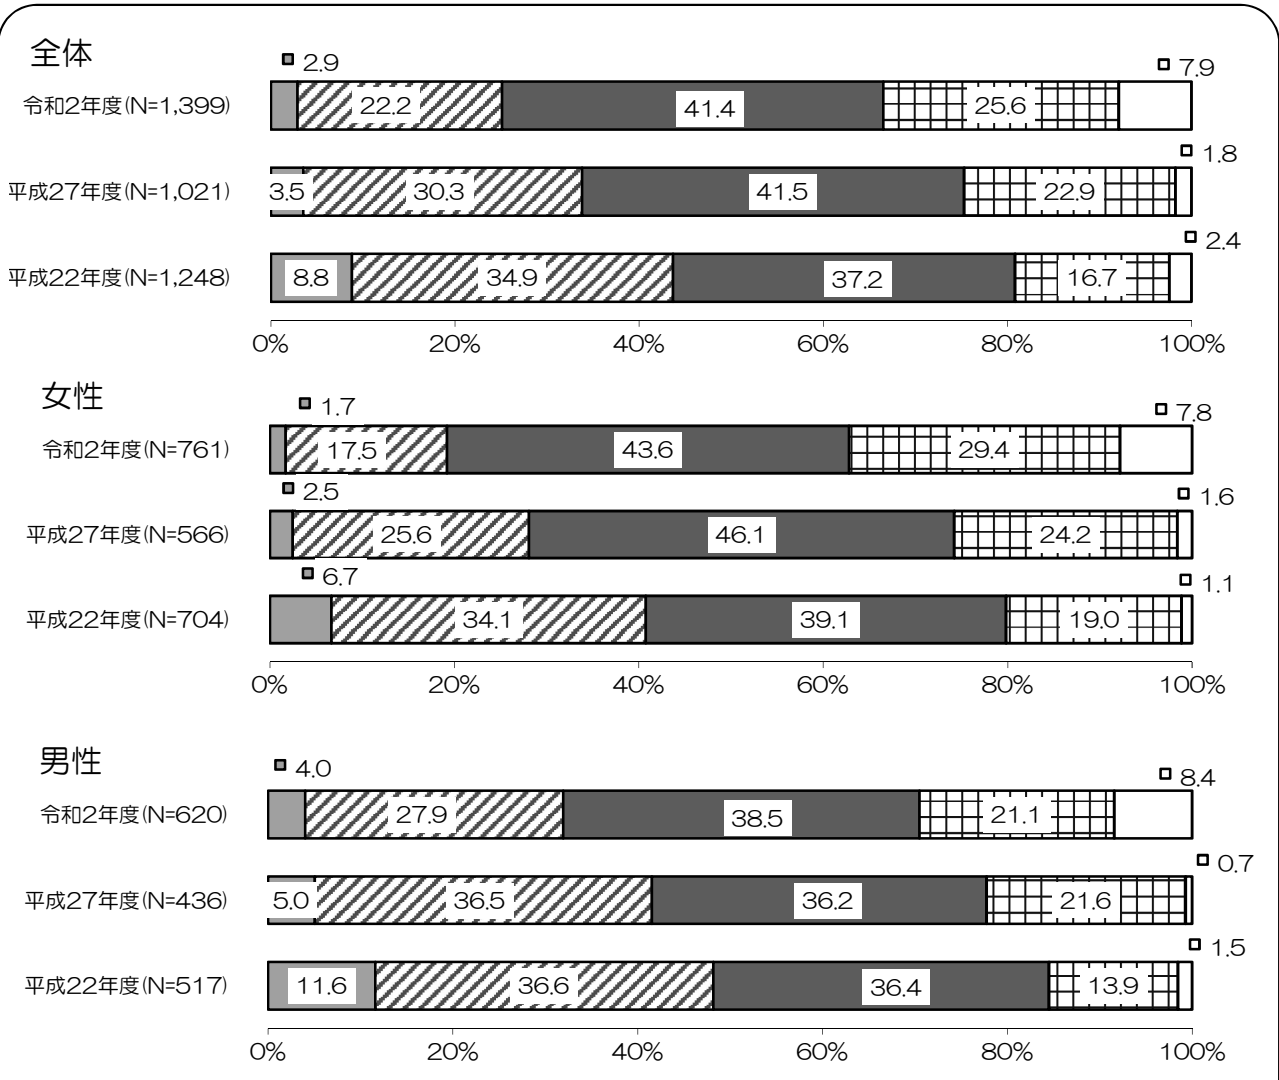 全体
2.9 7.9
令和2年度(N=1,399) 22.2 41.4 25.6
1.8
平成27年度(N=1,021) 3.5 30.3 41.5 22.9
2.4
平成22年度(N=1,248) 8.8 34.9 37.2 16.7
0% 20% 40% 60% 80% 100%
女性
1.7 7.8
令和2年度(N=761) 17.5 43.6 29.4
2.5 1.6
平成27年度(N=566) 25.6 46.1 24.2
6.7 1.1
平成22年度(N=704) 34.1 39.1 19.0
0% 20% 40% 60% 80% 100%
男性
4.0 8.4
令和2年度(N=620) 27.9 38.5 21.1
0.7
平成27年度(N=436) 5.0 36.5 36.2 21.6
1.5
平成22年度(N=517) 11.6 36.6 36.4 13.9
0% 20% 40% 60% 80% 100%